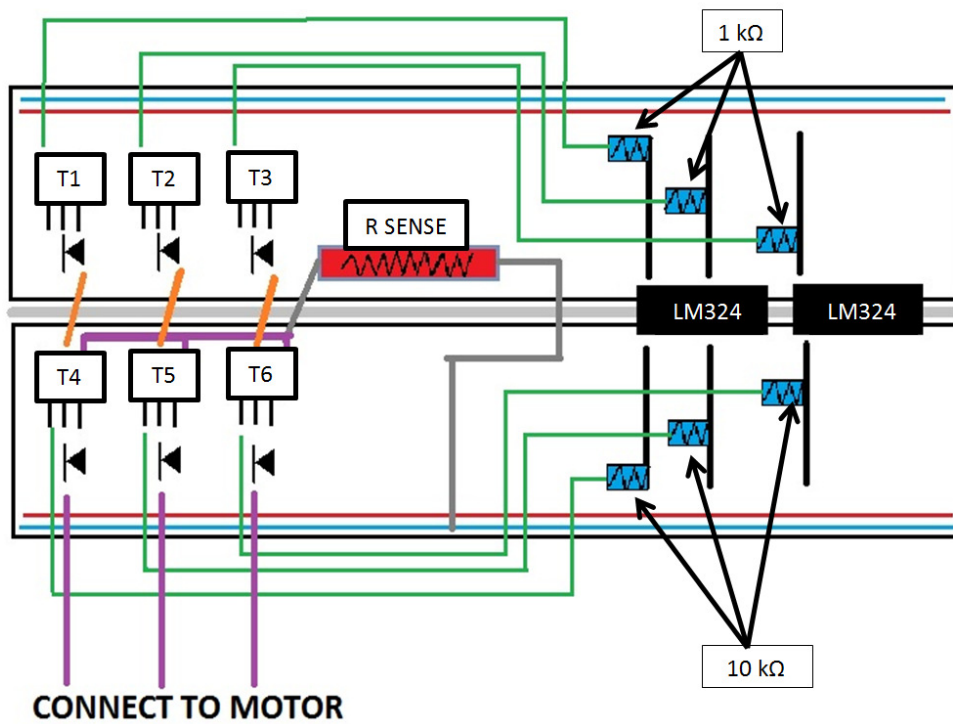 1 kΩ
T1
T2
T3
R SENSE
LM324
LM324
T4
T5
T6
10 kΩ
CONNECT TO MOTOR